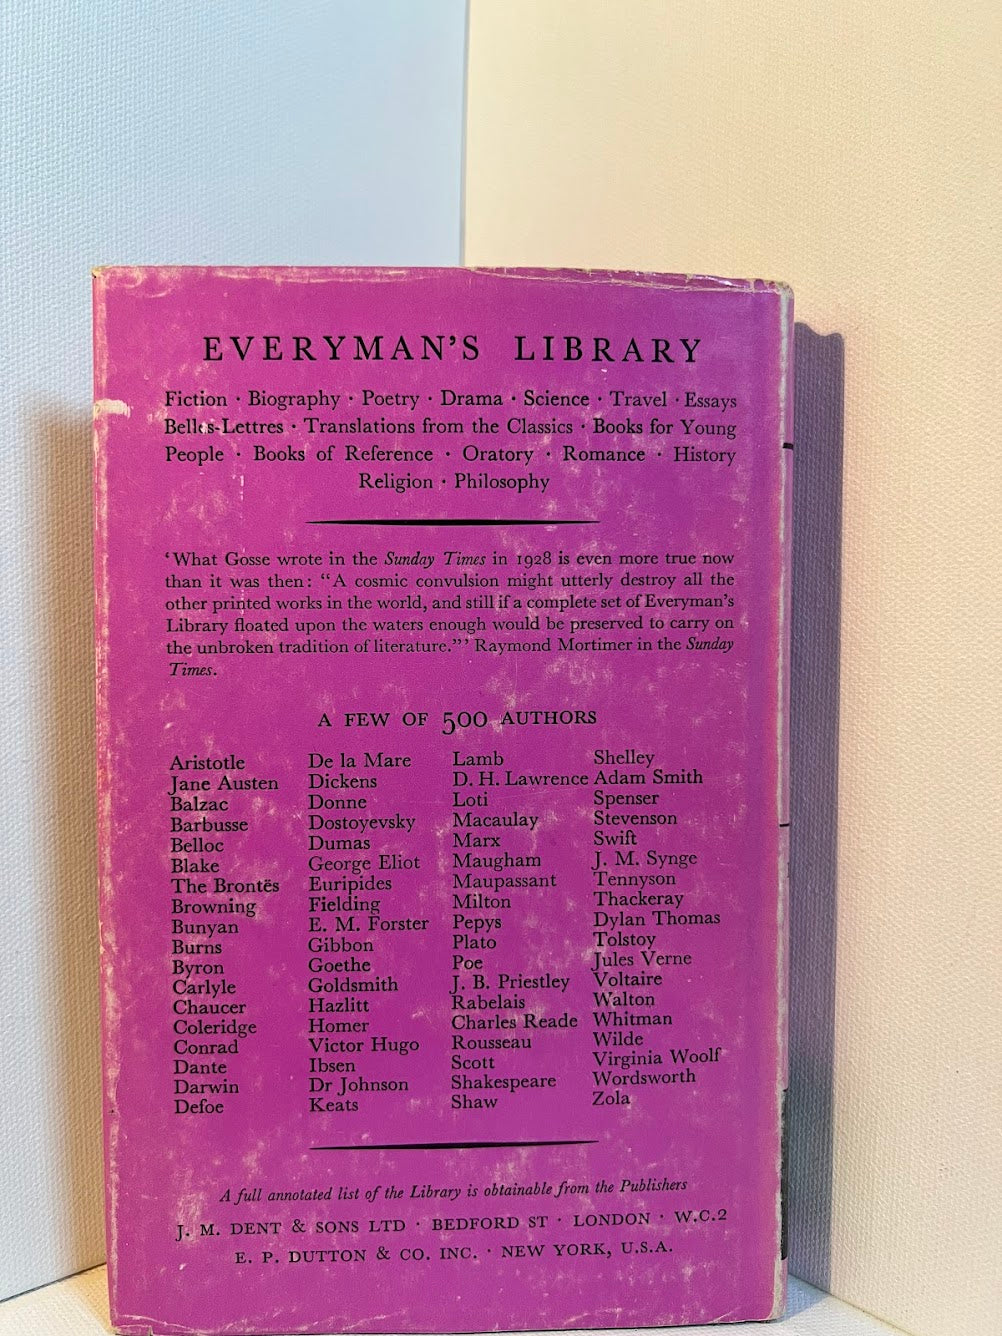 EVERYMAN'S LIBRARY
Fiction · Biography · Poetry · Drama · Science · Travel · Essays
Belles-Lettres · Translations from the Classics · Books for Young
People · Books of Reference · Oratory · Romance · History
Religion · Philosophy
‘What Gosse wrote in the Sunday Times in 1928 is even more true now
than it was then: “A cosmic convulsion might utterly destroy all the
other printed works in the world, and still if a complete set of Everyman’s
Library floated upon the waters enough would be preserved to carry on
the unbroken tradition of literature.”’ Raymond Mortimer in the Sunday
Times.
A FEW OF 500 AUTHORS
Aristotle
Jane Austen
Balzac
Barbusse
Belloc
Blake
The Brontës
Browning
Bunyan
Burns
Byron
Carlyle
Chaucer
Coleridge
Conrad
Dante
Darwin
Defoe
De la Mare
Dickens
Donne
Dostoyevsky
Dumas
George Eliot
Euripides
Fielding
E. M. Forster
Gibbon
Goethe
Goldsmith
Hazlitt
Homer
Victor Hugo
Ibsen
Dr Johnson
Keats
Lamb
D. H. Lawrence
Loti
Macaulay
Marx
Maugham
Maupassant
Milton
Pepys
Plato
Poe
J. B. Priestley
Rabelais
Charles Reade
Rousseau
Scott
Shakespeare
Shaw
Shelley
Adam Smith
Spenser
Stevenson
Swift
J. M. Synge
Tennyson
Thackeray
Dylan Thomas
Tolstoy
Jules Verne
Voltaire
Walton
Whitman
Wilde
Virginia Woolf
Wordsworth
Zola
A full annotated list of the Library is obtainable from the Publishers
J. M. DENT & SONS LTD · BEDFORD ST · LONDON · W.C.2
E. P. DUTTON & CO. INC. · NEW YORK, U.S.A.